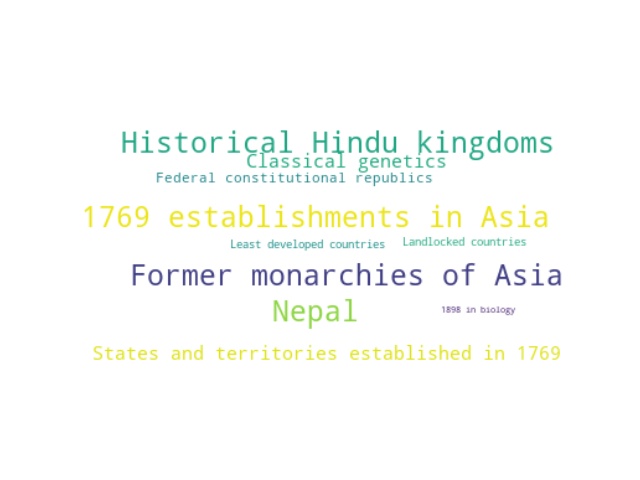 Historical Hindu kingdoms
Classical genetics
Federal constitutional republics
1769 establishments in Asia
Least developed countries
Landlocked countries
Former monarchies of Asia
Nepal
1898 in biology
States and territories established in 1769